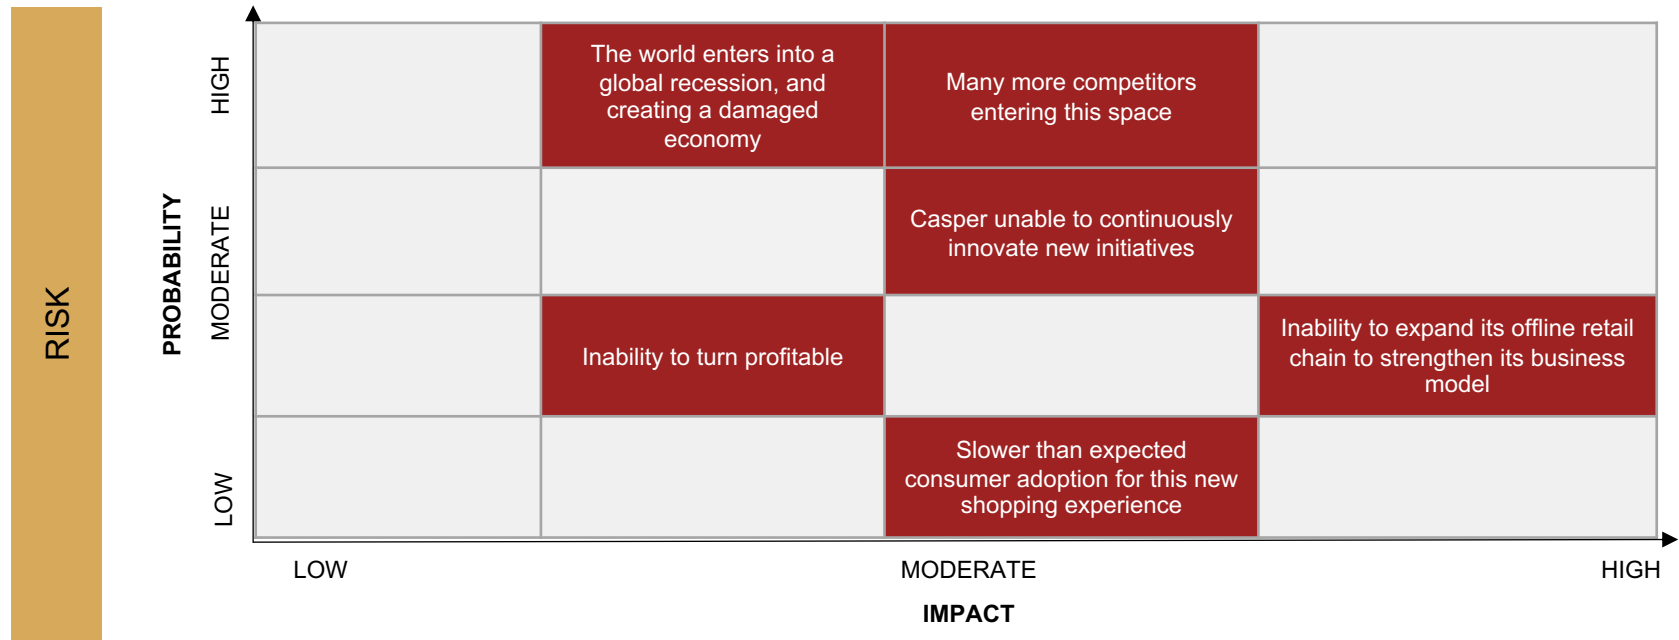 RISK
PROBABILITY
HIGH
MODERATE
LOW
The world enters into a
global recession, and
creating a damaged
economy
Many more competitors
entering this space
Casper unable to continuously
innovate new initiatives
Inability to turn profitable
Inability to expand its offline retail
chain to strengthen its business
model
Slower than expected
consumer adoption for this new
shopping experience
LOW
MODERATE
HIGH
IMPACT